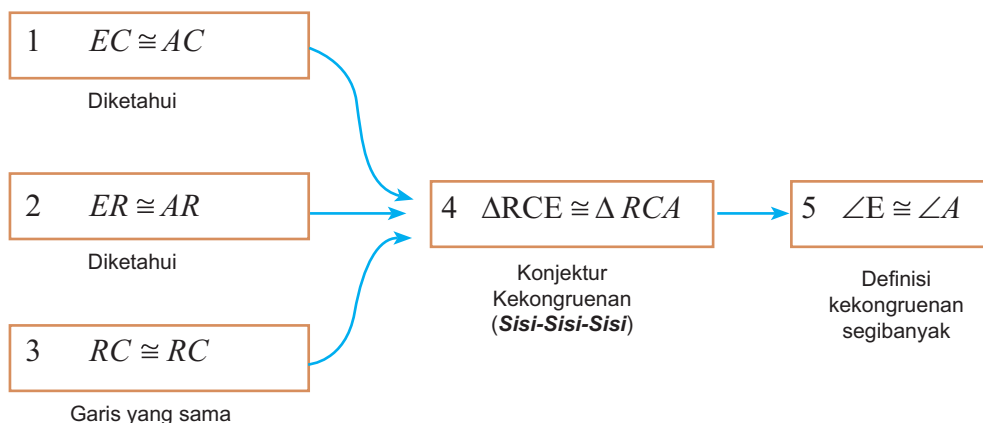 1 EC ≅ AC
Diketahui
2 ER ≅ AR
Diketahui
3 RC ≅ RC
Garis yang sama
4 ΔRCE ≅ Δ RCA
Konjektur
Kekongruenan
(Sisi-Sisi-Sisi)
5 ∠E ≅ ∠A
Definisi
kekongruenan
segibanyak